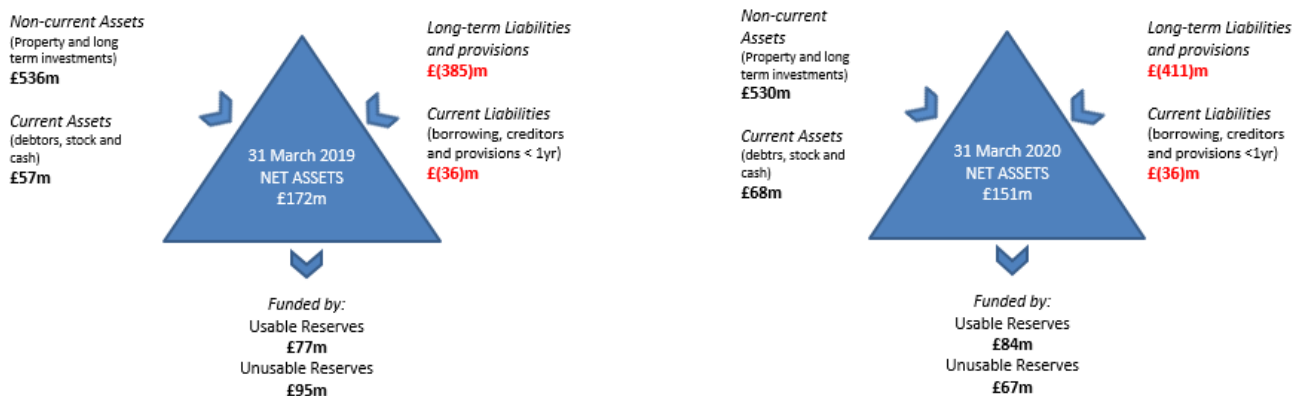 Non-current Assets
(Property and long
term investments)
£536m
Current Assets
(debtors, stock and
cash)
£57m
Long-term Liabilities
and provisions
£(385)m
Current Liabilities
(borrowing, creditors
and provisions < 1yr)
£(36)m
31 March 2019
NET ASSETS
£172m
Funded by:
Usable Reserves
£77m
Unusable Reserves
£95m
Non-current
Assets
(Property and long
term investments)
£530m
Current Assets
(debtrs, stock and
cash)
£68m
Long-term Liabilities
and provisions
£(411)m
Current Liabilities
(borrowing, creditors
and provisions <1yr)
£(36)m
31 March 2020
NET ASSETS
£151m
Funded by:
Usable Reserves
£84m
Unusable Reserves
£67m